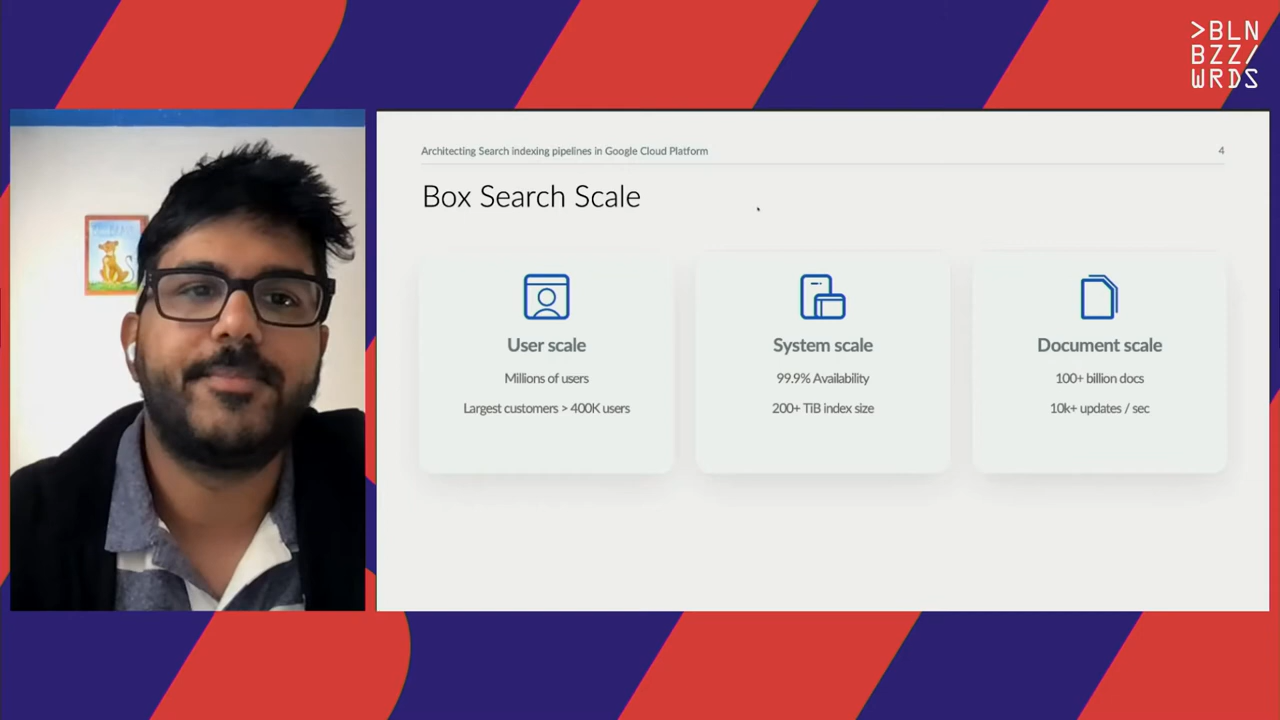 >BLN
BZZ/
WRDS
Architecting Search indexing pipelines in Google Cloud Platform
4
Box Search Scale
User scale
Millions of users
Largest customers > 400K users
System scale
99.9% Availability
200+ TiB index size
Document scale
100+ billion docs
10k+ updates / sec